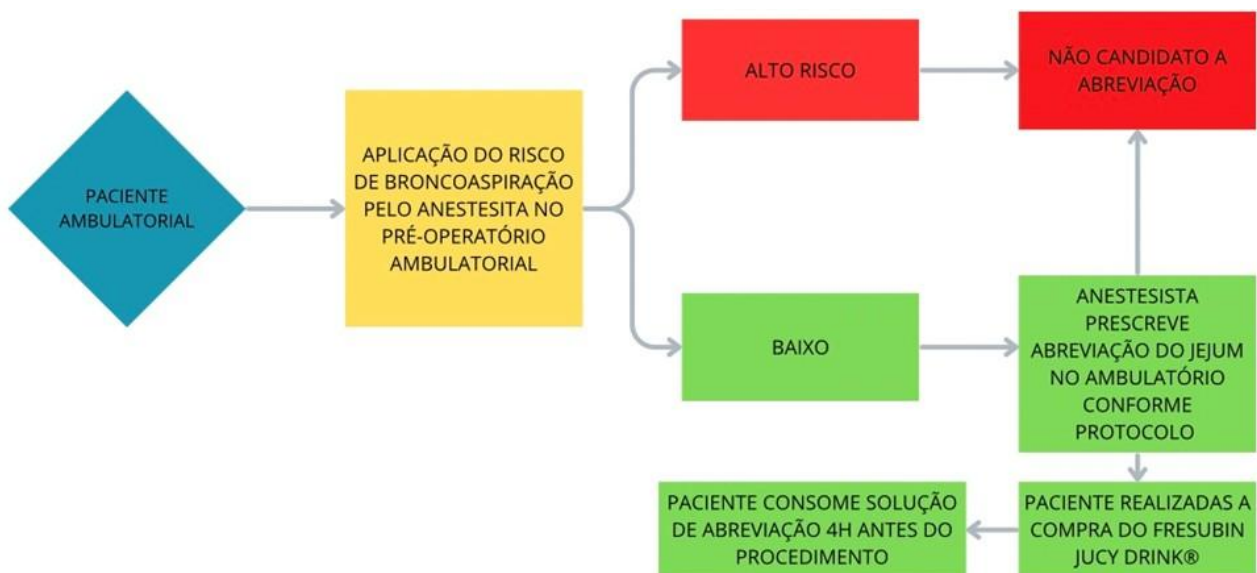 PACIENTE
AMBULATORIAL
APLICAÇÃO DO RISCO
DE BRONCOASPIRAÇÃO
PELO ANESTESITA NO
PRÉ-OPERATÓRIO
AMBULATORIAL
ALTO RISCO
NÃO CANDIDATO A
ABREVIAÇÃO
BAIXO
ANESTESISTA
PRESCREVE
ABREVIAÇÃO DO JEJUM
NO AMBULATÓRIO
CONFORME
PROTOCOLO
PACIENTE REALIZADAS A
COMPRA DO FRESUBIN
JUCY DRINK®
PACIENTE CONSOME SOLUÇÃO
DE ABREVIAÇÃO 4H ANTES DO
PROCEDIMENTO